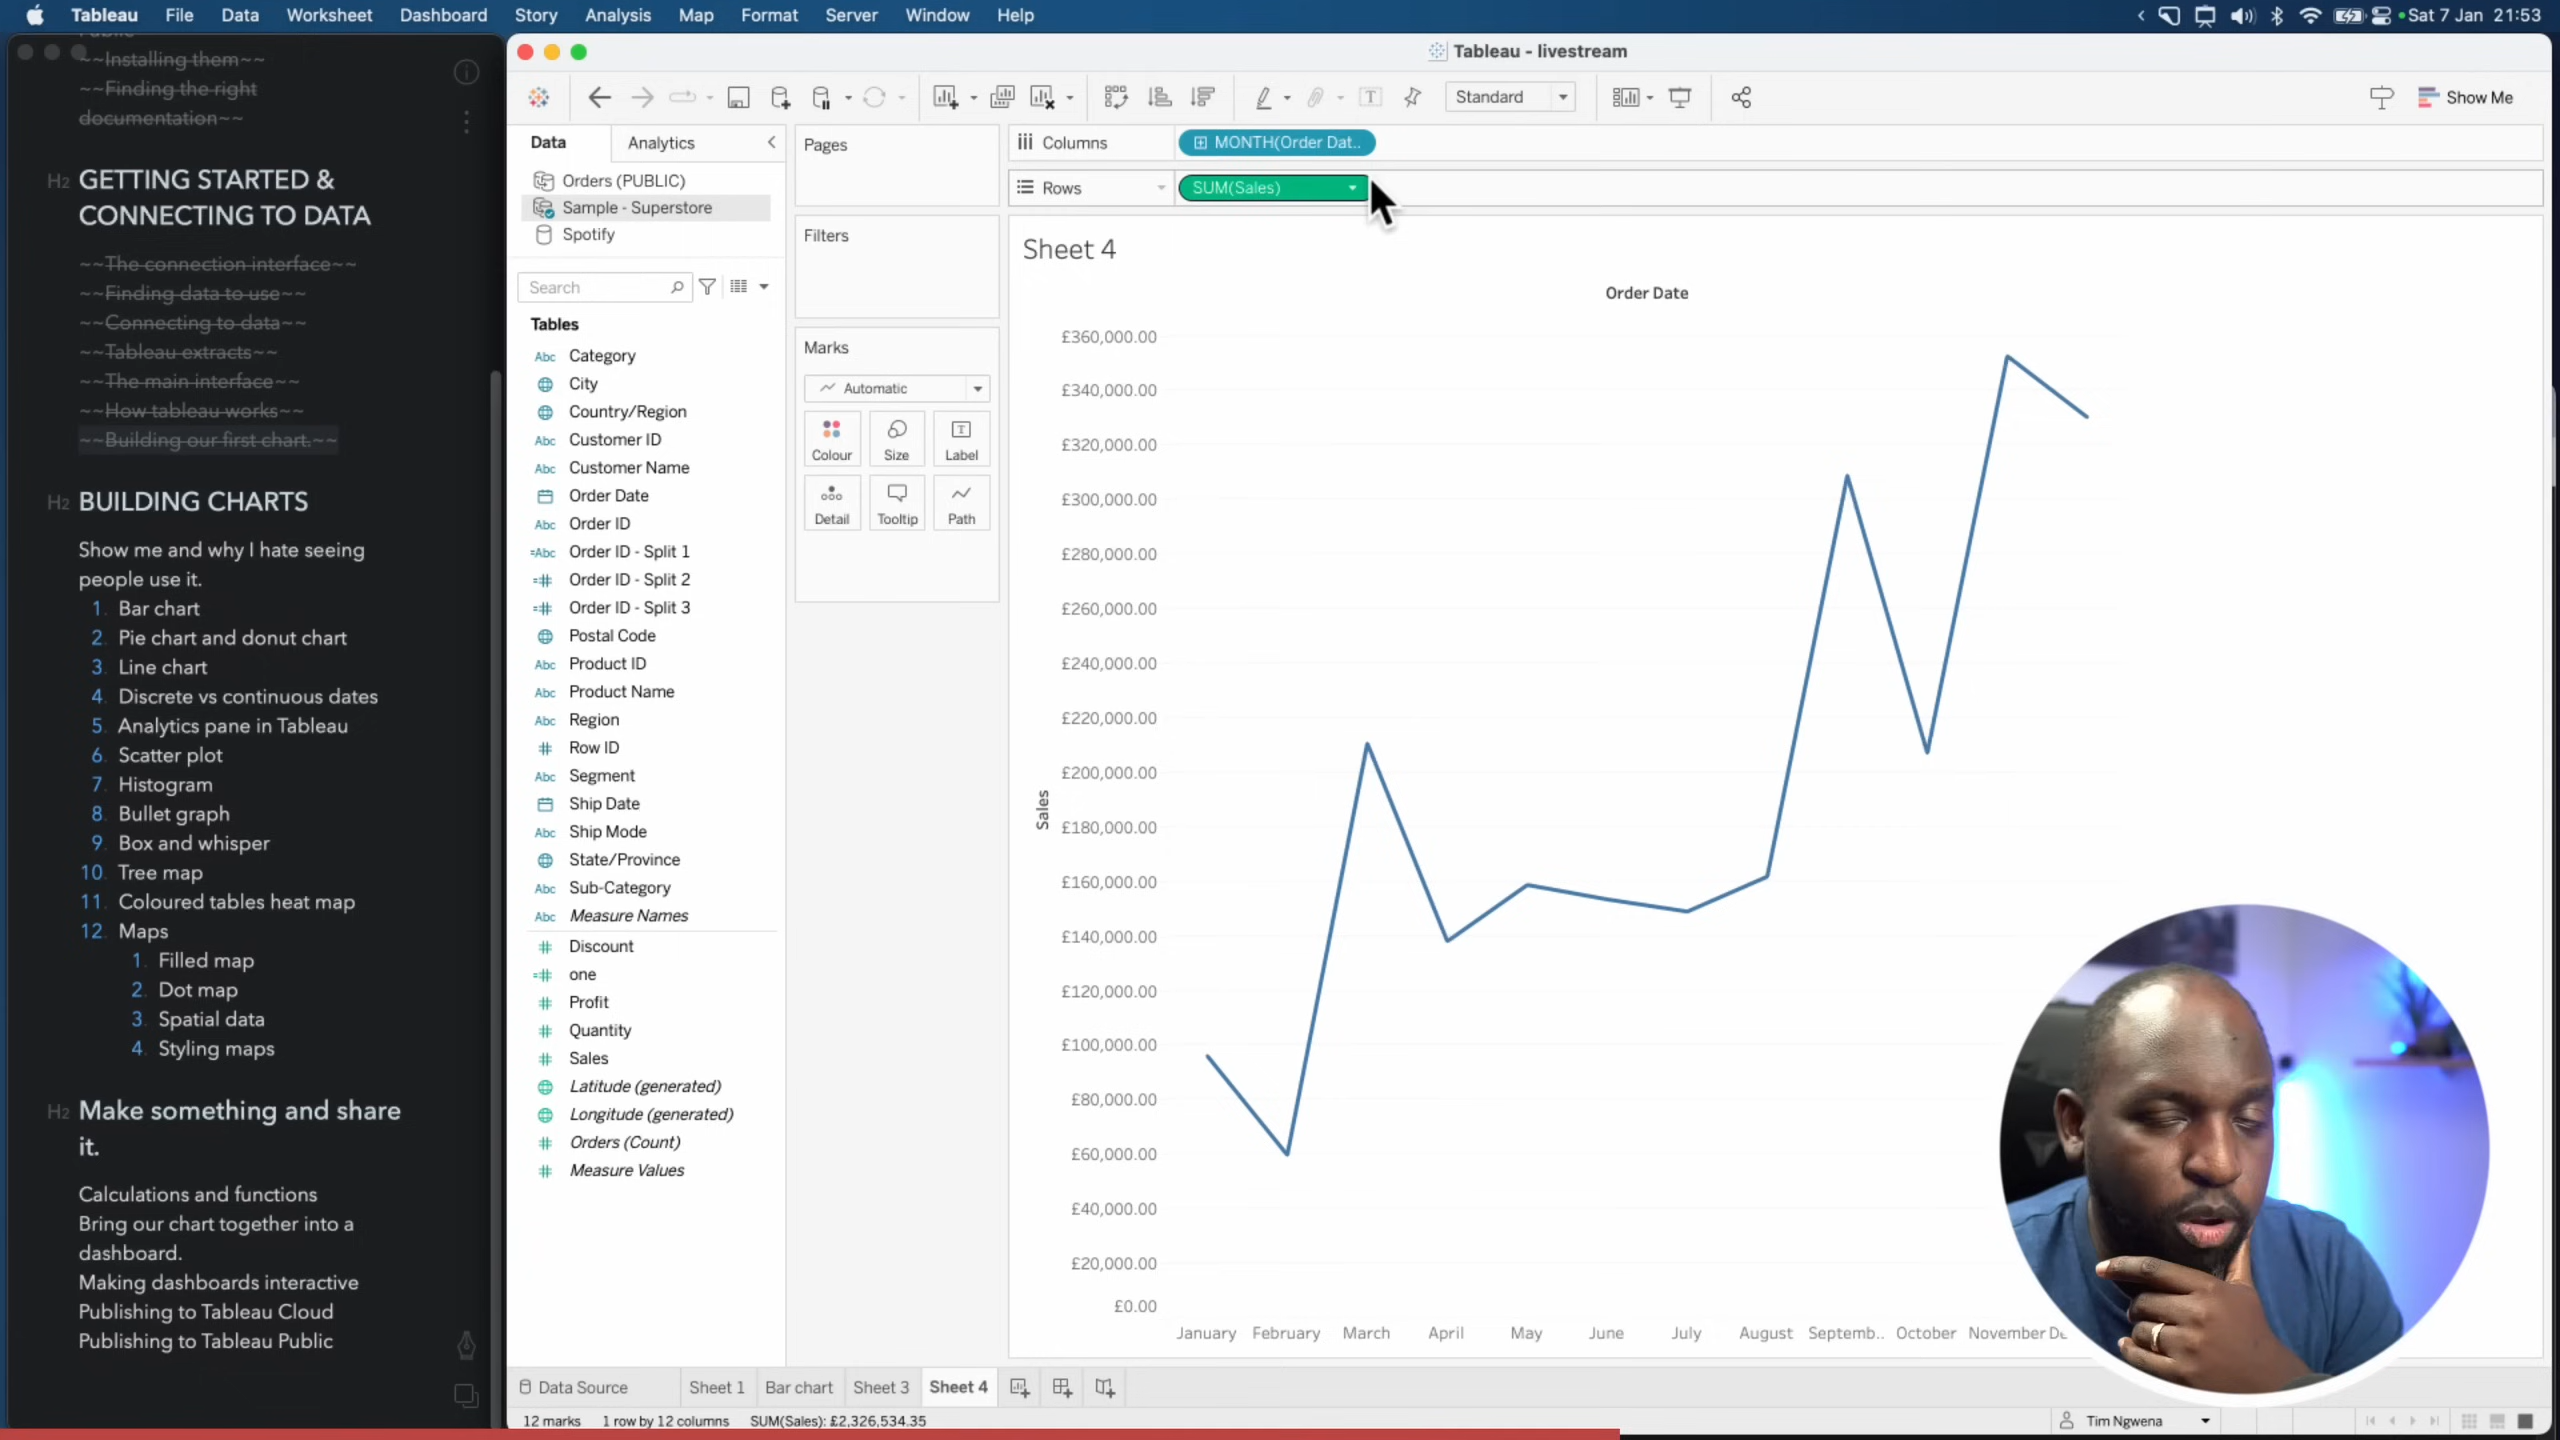 Tableau File Data Worksheet Dashboard Story Analysis Map Format Server Window Help
Sat 7 Jan 21:53
~~Installing them~~
~~Finding the right
documentation~~
H2 GETTING STARTED &
CONNECTING TO DATA
~~The connection interface~~
~~Finding data to use~~
~~Connecting to data~~
~~Tableau extracts~~
~~The main interface~~
~~How tableau works~~
~~Building our first chart.~~
H2 BUILDING CHARTS
Show me and why I hate seeing
people use it.
1. Bar chart
2. Pie chart and donut chart
3. Line chart
4. Discrete vs continuous dates
5. Analytics pane in Tableau
6. Scatter plot
7. Histogram
8. Bullet graph
9. Box and whisper
10. Tree map
11. Coloured tables heat map
12. Maps
1. Filled map
2. Dot map
3. Spatial data
4. Styling maps
H2 Make something and share
it.
Calculations and functions
Bring our chart together into a
dashboard.
Making dashboards interactive
Publishing to Tableau Cloud
Publishing to Tableau Public
Tableau - livestream
Standard
Show Me
Data Analytics
Orders (PUBLIC)
Sample - Superstore
Spotify
Search
Tables
Abc Category
City
Country/Region
Abc Customer ID
Abc Customer Name
Order Date
Abc Order ID
=Abc Order ID - Split 1
=# Order ID - Split 2
=# Order ID - Split 3
Postal Code
Abc Product ID
Abc Product Name
Abc Region
# Row ID
Abc Segment
Ship Date
Abc Ship Mode
State/Province
Abc Sub-Category
Abc Measure Names
# Discount
=# one
# Profit
# Quantity
# Sales
Latitude (generated)
Longitude (generated)
# Orders (Count)
# Measure Values
Pages
Filters
Marks
Automatic
Colour Size Label
Detail Tooltip Path
Columns MONTH(Order Dat..
Rows SUM(Sales)
Sheet 4
Order Date
£360,000.00
£340,000.00
£320,000.00
£300,000.00
£280,000.00
£260,000.00
£240,000.00
£220,000.00
£200,000.00
£180,000.00
£160,000.00
£140,000.00
£120,000.00
£100,000.00
£80,000.00
£60,000.00
£40,000.00
£20,000.00
£0.00
Sales
January February March April May June July August Septemb.. October November
Data Source Sheet 1 Bar chart Sheet 3 Sheet 4
12 marks 1 row by 12 columns SUM(Sales): £2,326,534.35
Tim Ngwena